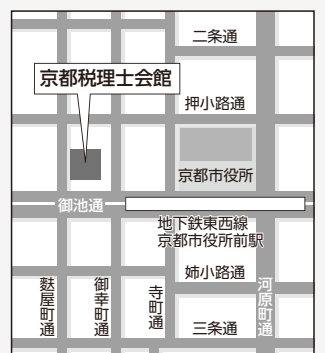 二条通
京都税理士会館
押小路通
京都市役所
御池通
地下鉄東西線
京都市役所前駅
姉小路通
麩屋町通
御幸町通
寺町通
河原町通
三条通